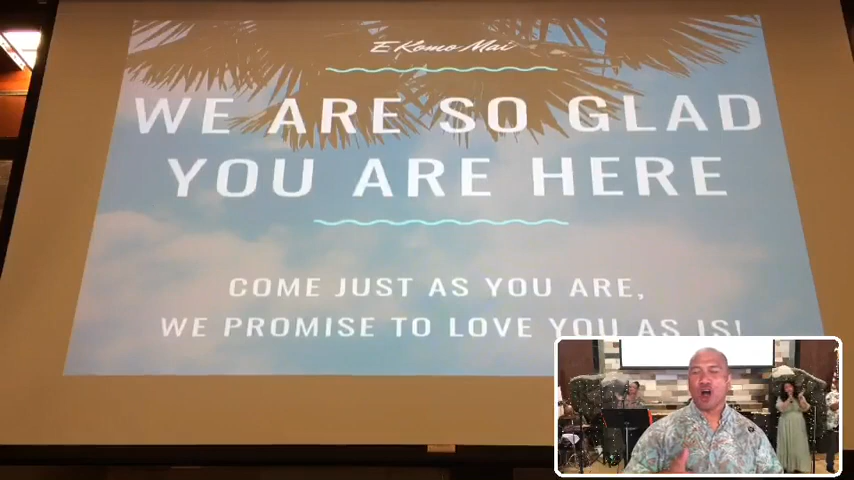 E Komo Mai
WE ARE SO GLAD
YOU ARE HERE
COME JUST AS YOU ARE,
WE PROMISE TO LOVE YOU AS IS!